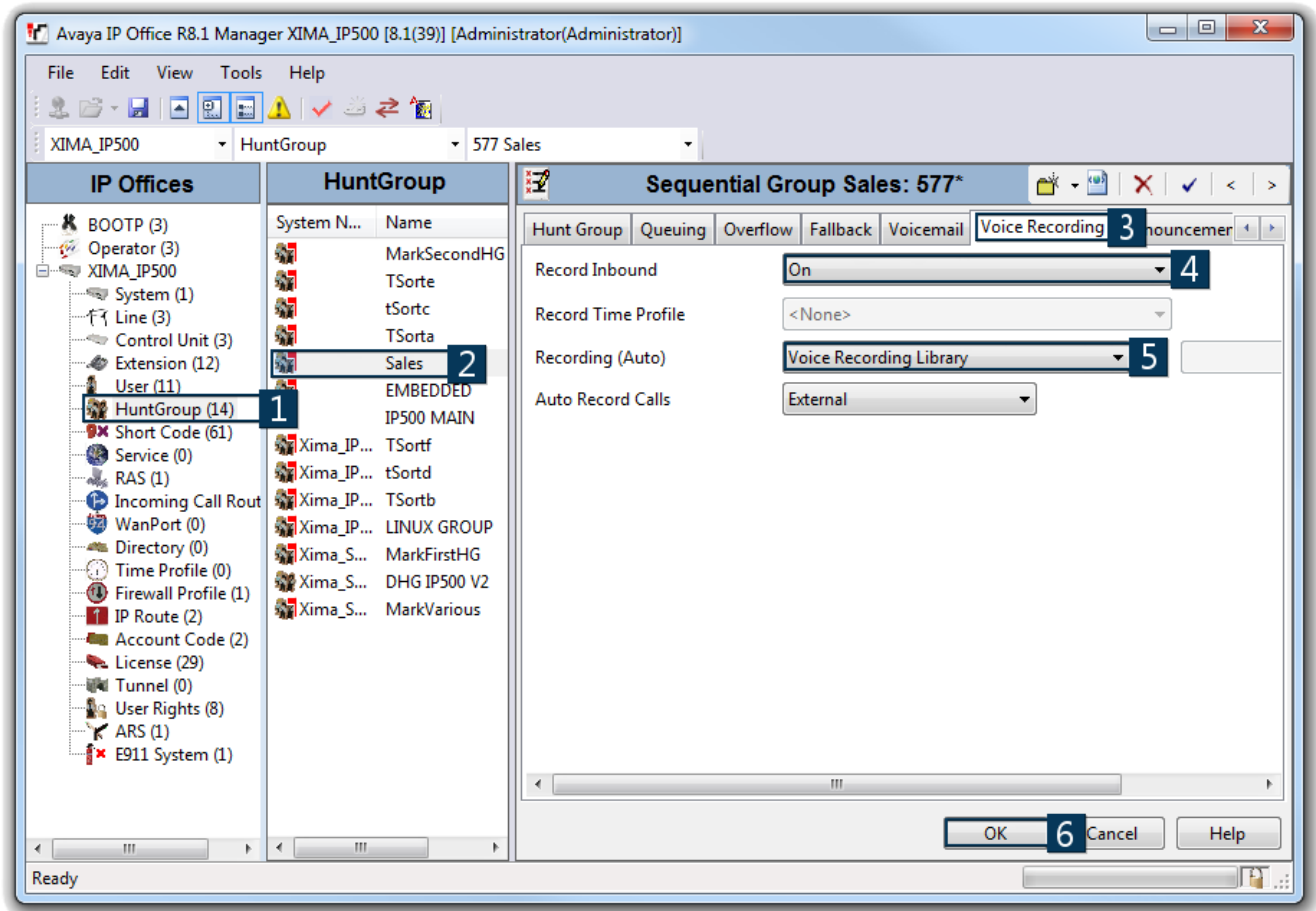 Avaya IP Office R8.1 Manager XIMA_IP500 [8.1(39)] [Administrator(Administrator)]
File Edit View Tools Help
XIMA_IP500 HuntGroup 577 Sales
IP Offices
BOOTP (3)
Operator (3)
XIMA_IP500
System (1)
Line (3)
Control Unit (3)
Extension (12)
User (11)
HuntGroup (14) 1
Short Code (61)
Service (0)
RAS (1)
Incoming Call Rout
WanPort (0)
Directory (0)
Time Profile (0)
Firewall Profile (1)
IP Route (2)
Account Code (2)
License (29)
Tunnel (0)
User Rights (8)
ARS (1)
E911 System (1)
HuntGroup
System N... Name
MarkSecondHG
TSorte
tSortc
TSorta
Sales 2
EMBEDDED
IP500 MAIN
Xima_IP... TSortf
Xima_IP... tSortd
Xima_IP... TSortb
Xima_IP... LINUX GROUP
Xima_S... MarkFirstHG
Xima_S... DHG IP500 V2
Xima_S... MarkVarious
Sequential Group Sales: 577*
Hunt Group Queuing Overflow Fallback Voicemail Voice Recording 3 nouncemer
Record Inbound On 4
Record Time Profile <None>
Recording (Auto) Voice Recording Library 5
Auto Record Calls External
OK 6 Cancel Help
Ready